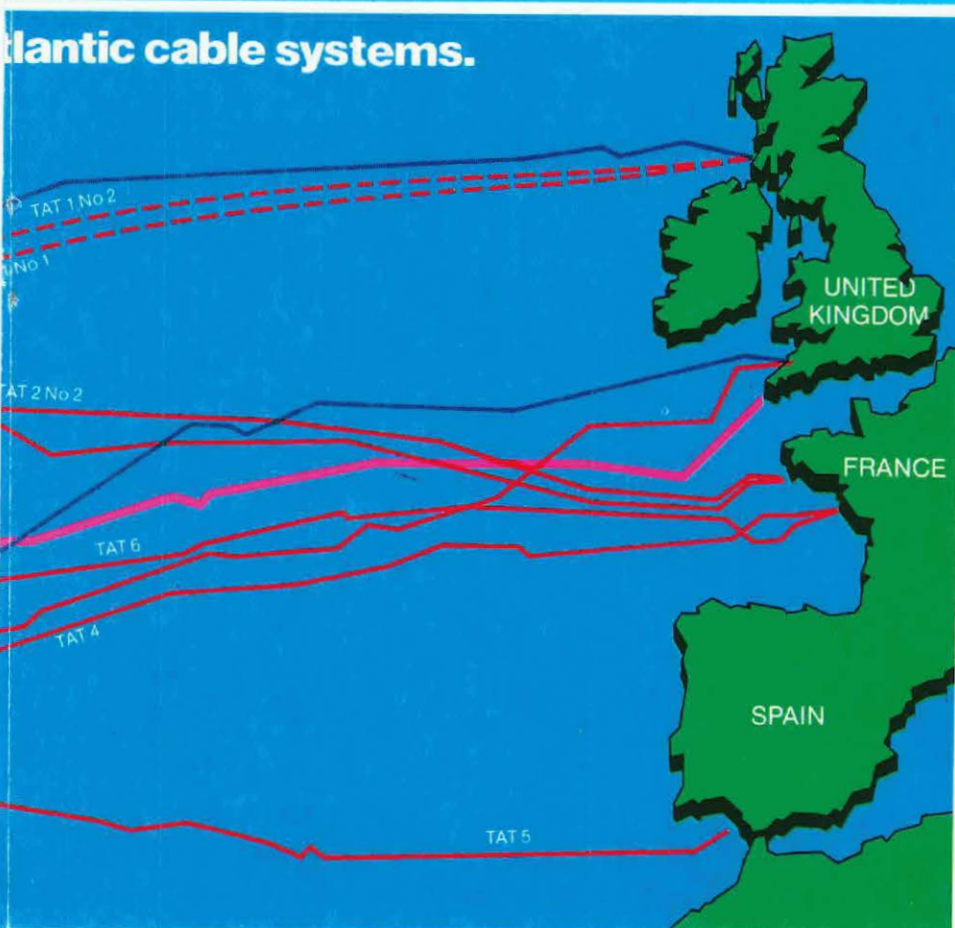 tlantic cable systems.
TAT 1 No 2
No 1
UNITED
KINGDOM
TAT 2 No 2
FRANCE
TAT 6
TAT 4
SPAIN
TAT 5